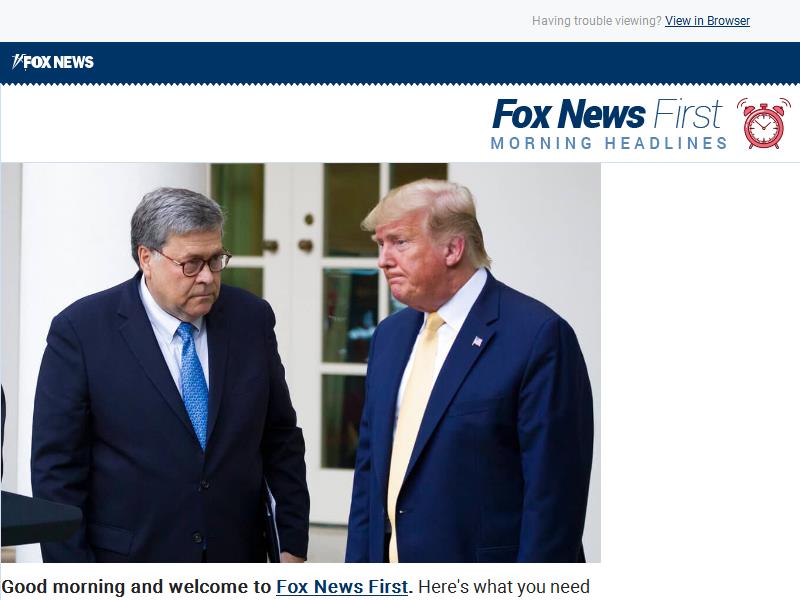 Having trouble viewing? View in Browser
FOX NEWS
Fox News First
MORNING HEADLINES
Good morning and welcome to Fox News First. Here's what you need